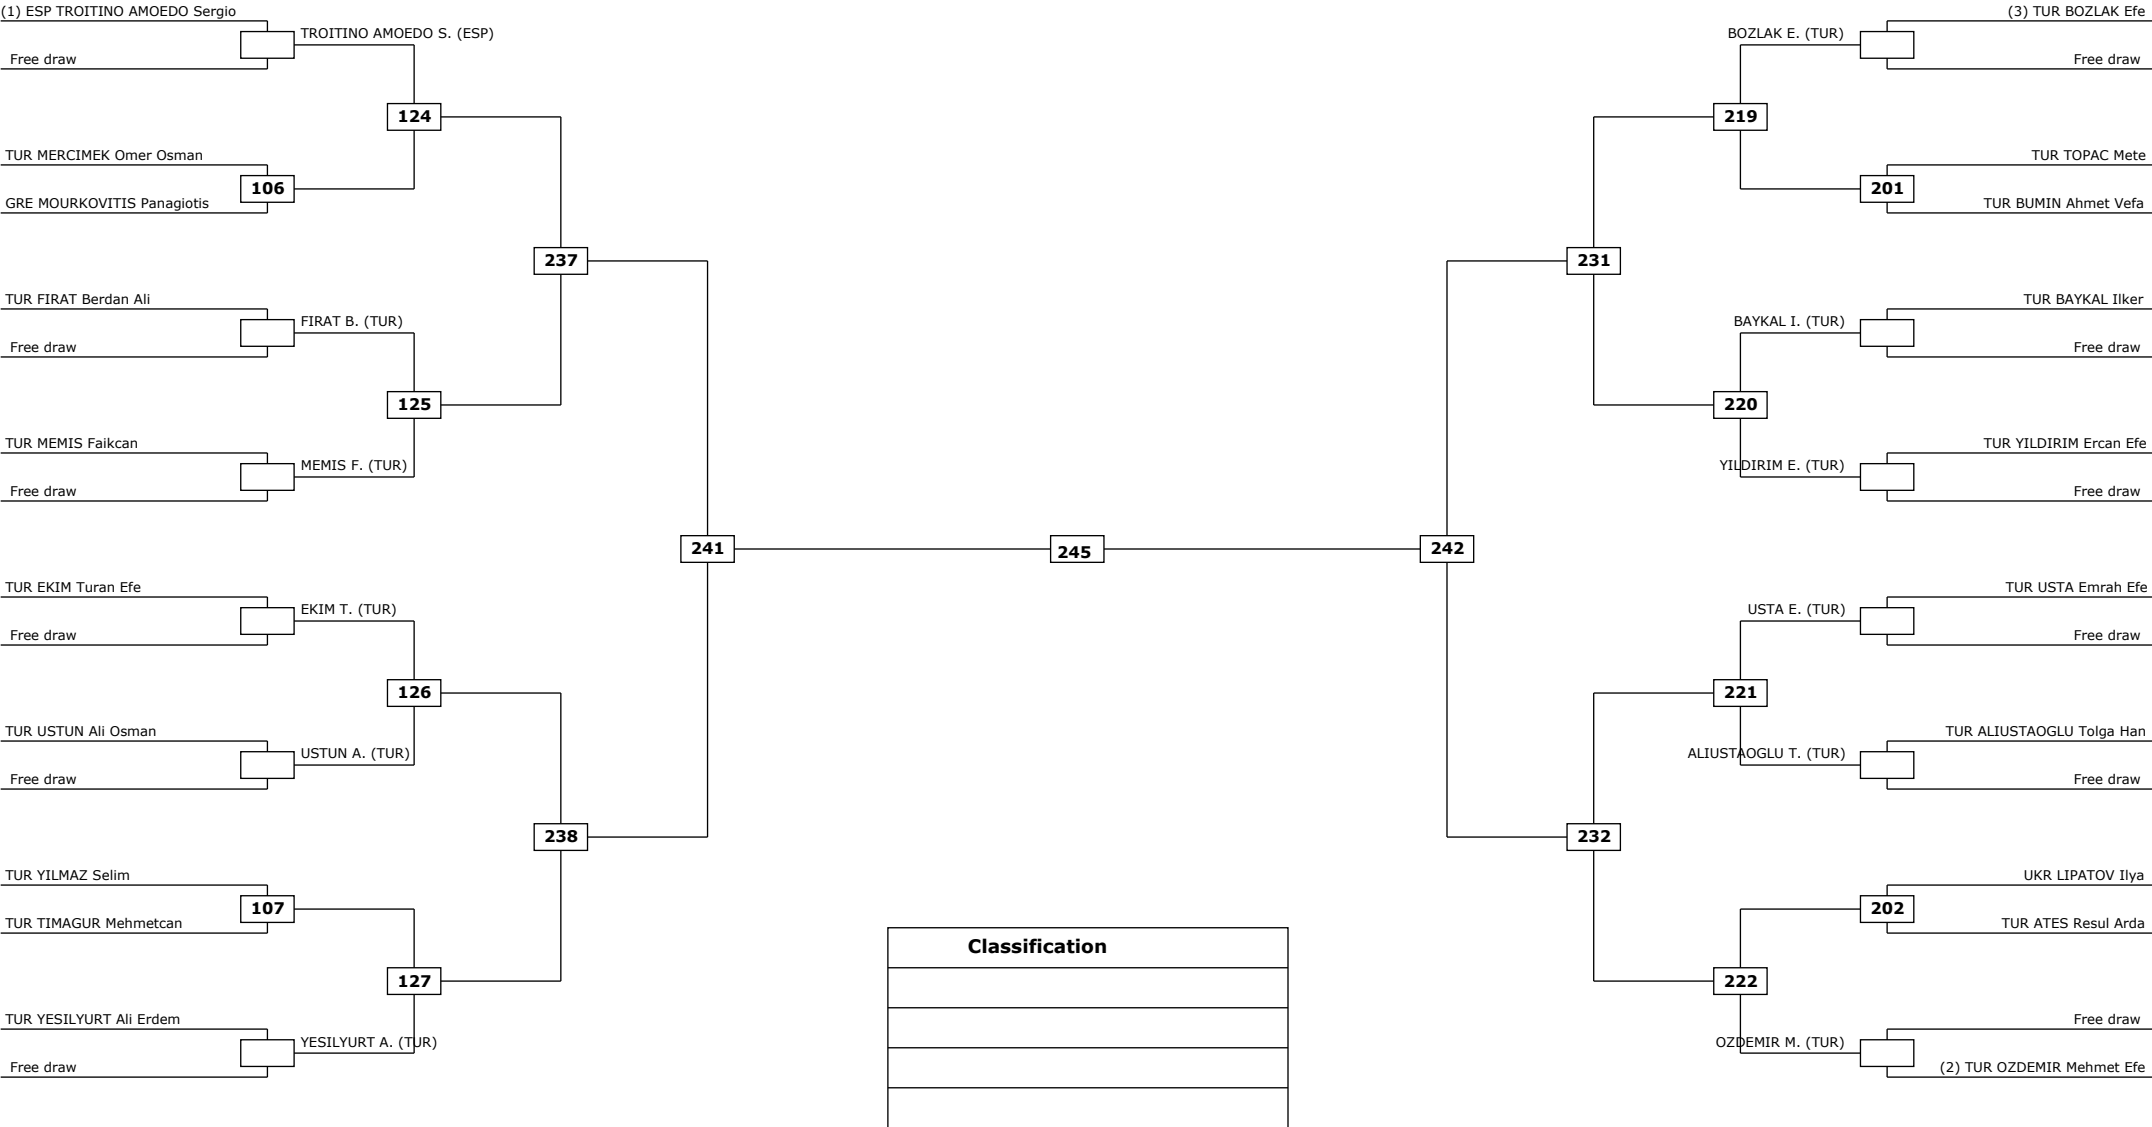 (1) ESP TROITINO AMOEDO Sergio
TROITINO AMOEDO S. (ESP)
Free draw
124
TUR MERCIMEK Omer Osman
106
GRE MOURKOVITIS Panagiotis
237
TUR FIRAT Berdan Ali
FIRAT B. (TUR)
Free draw
125
TUR MEMIS Faikcan
MEMIS F. (TUR)
Free draw
241
TUR EKIM Turan Efe
EKIM T. (TUR)
Free draw
126
TUR USTUN Ali Osman
USTUN A. (TUR)
Free draw
238
TUR YILMAZ Selim
107
TUR TIMAGUR Mehmetcan
127
TUR YESILYURT Ali Erdem
YESILYURT A. (TUR)
Free draw
245
Classification
(3) TUR BOZLAK Efe
BOZLAK E. (TUR)
Free draw
219
TUR TOPAC Mete
201
TUR BUMIN Ahmet Vefa
231
TUR BAYKAL Ilker
BAYKAL I. (TUR)
Free draw
220
TUR YILDIRIM Ercan Efe
YILDIRIM E. (TUR)
Free draw
242
TUR USTA Emrah Efe
USTA E. (TUR)
Free draw
221
TUR ALIUSTAOGLU Tolga Han
ALIUSTAOGLU T. (TUR)
Free draw
232
UKR LIPATOV Ilya
202
TUR ATES Resul Arda
222
Free draw
OZDEMIR M. (TUR)
(2) TUR OZDEMIR Mehmet Efe